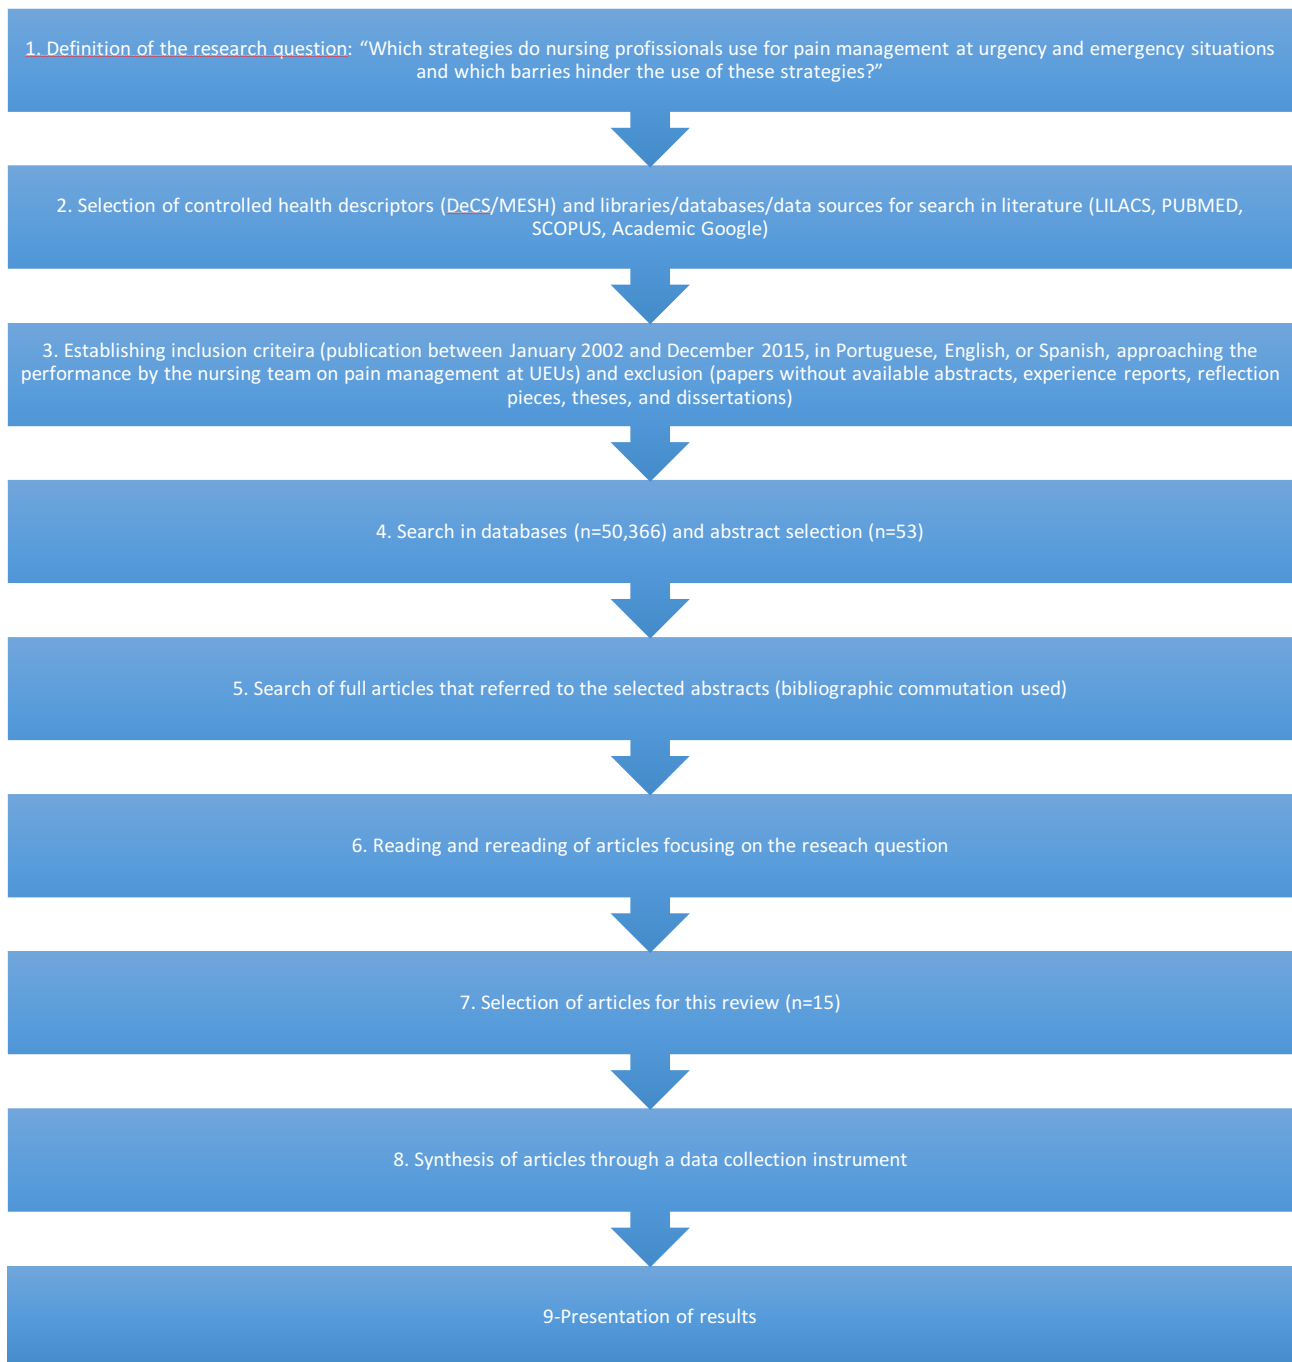 1. Definition of the research question: “Which strategies do nursing profissionals use for pain management at urgency and emergency situations
and which barries hinder the use of these strategies?”
2. Selection of controlled health descriptors (DeCS/MESH) and libraries/databases/data sources for search in literature (LILACS, PUBMED,
SCOPUS, Academic Google)
3. Establishing inclusion criteira (publication between January 2002 and December 2015, in Portuguese, English, or Spanish, approaching the
performance by the nursing team on pain management at UEUs) and exclusion (papers without available abstracts, experience reports, reflection
pieces, theses, and dissertations)
4. Search in databases (n=50,366) and abstract selection (n=53)
5. Search of full articles that referred to the selected abstracts (bibliographic commutation used)
6. Reading and rereading of articles focusing on the reseach question
7. Selection of articles for this review (n=15)
8. Synthesis of articles through a data collection instrument
9-Presentation of results